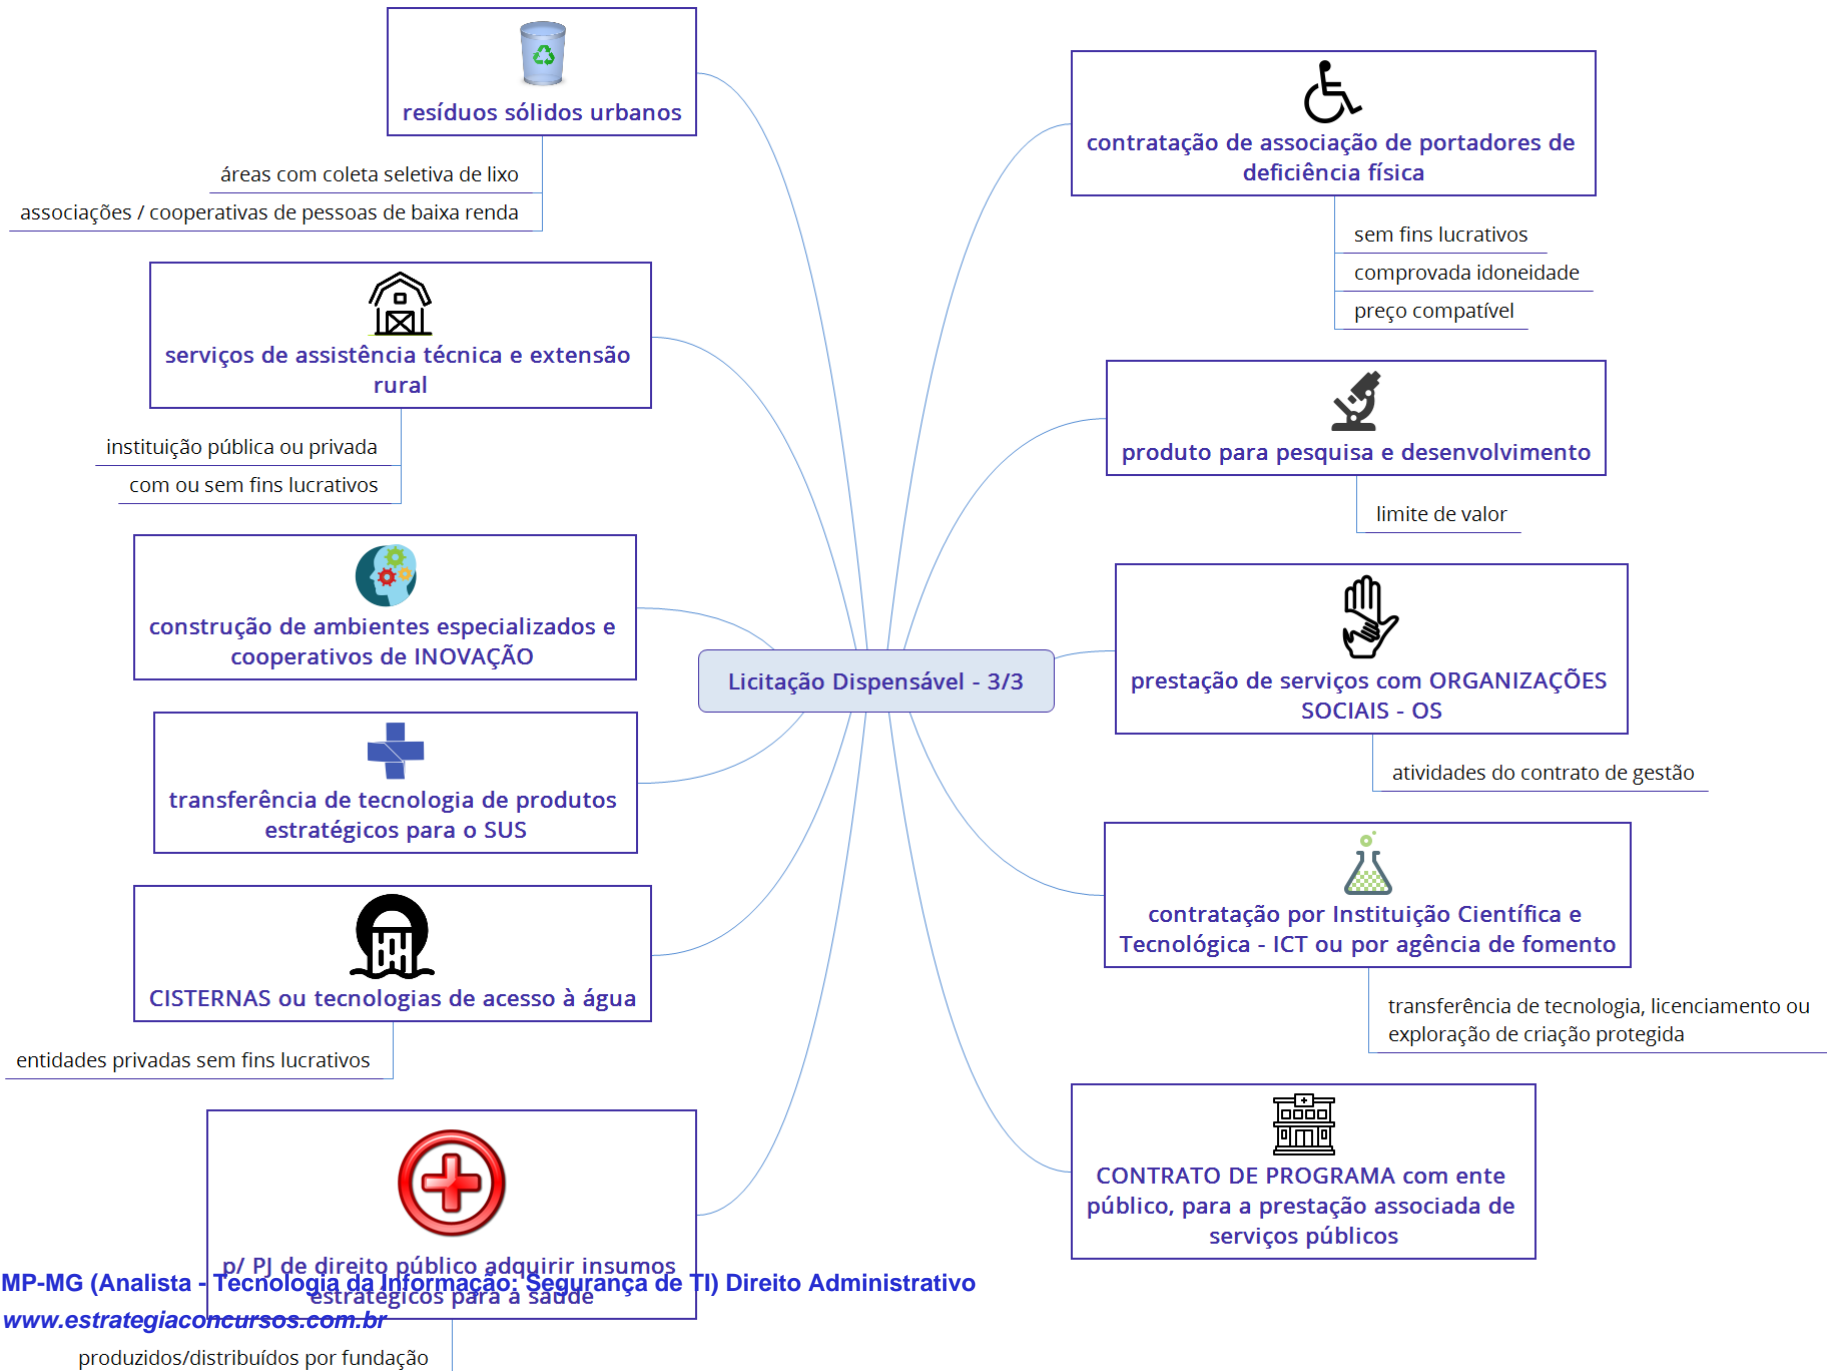 resíduos sólidos urbanos
áreas com coleta seletiva de lixo
associações / cooperativas de pessoas de baixa renda
serviços de assistência técnica e extensão
rural
instituição pública ou privada
com ou sem fins lucrativos
construção de ambientes especializados e
cooperativos de INOVAÇÃO
transferência de tecnologia de produtos
estratégicos para o SUS
CISTERNAS ou tecnologias de acesso à água
entidades privadas sem fins lucrativos
p/ PJ de direito público adquirir insumos
estratégicos para a saúde
produzidos/distribuídos por fundação
Licitação Dispensável - 3/3
contratação de associação de portadores de
deficiência física
sem fins lucrativos
comprovada idoneidade
preço compatível
produto para pesquisa e desenvolvimento
limite de valor
prestação de serviços com ORGANIZAÇÕES
SOCIAIS - OS
atividades do contrato de gestão
contratação por Instituição Científica e
Tecnológica - ICT ou por agência de fomento
transferência de tecnologia, licenciamento ou
exploração de criação protegida
CONTRATO DE PROGRAMA com ente
público, para a prestação associada de
serviços públicos
MP-MG (Analista - Tecnologia da Informação: Segurança de TI) Direito Administrativo
www.estrategiaconcursos.com.br